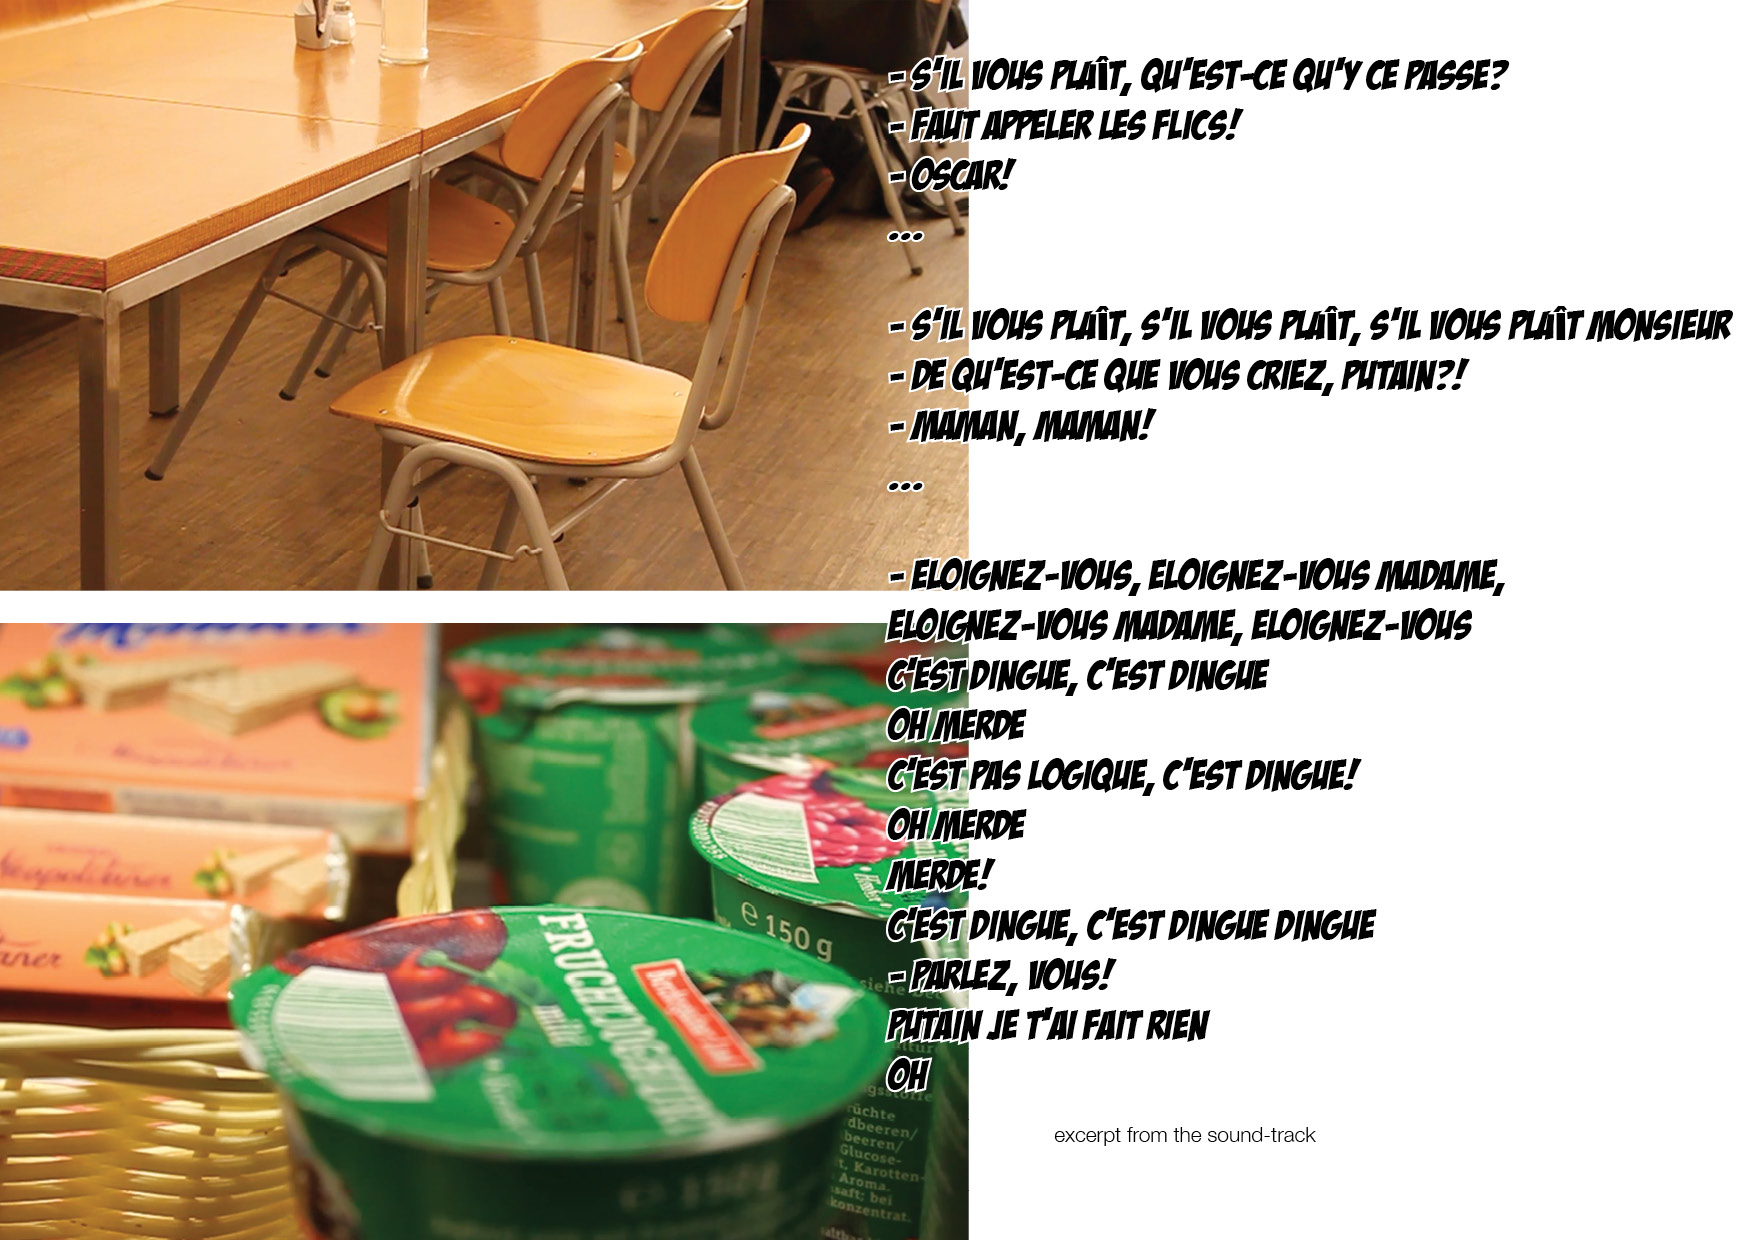 - S'IL VOUS PLAÎT, QU'EST-CE QU'Y CE PASSE?
- FAUT APPELER LES FLICS!
- OSCAR!
...
- S'IL VOUS PLAÎT, S'IL VOUS PLAÎT, S'IL VOUS PLAÎT MONSIEUR
- DE QU'EST-CE QUE VOUS CRIEZ, PUTAIN?!
- MAMAN, MAMAN!
...
- ELOIGNEZ-VOUS, ELOIGNEZ-VOUS MADAME,
ELOIGNEZ-VOUS MADAME, ELOIGNEZ-VOUS
C'EST DINGUE, C'EST DINGUE
OH MERDE
C'EST PAS LOGIQUE, C'EST DINGUE!
OH MERDE
MERDE!
C'EST DINGUE, C'EST DINGUE DINGUE
- PARLEZ, VOUS!
PUTAIN JE T'AI FAIT RIEN
OH
excerpt from the sound-track
Neapolitaner
e 150 g
siehe
FRUCHTJOGHURT
mild
früchte
beeren/
Glucose-
Karotten-
Aroma.
saft; bei
konzentrat.